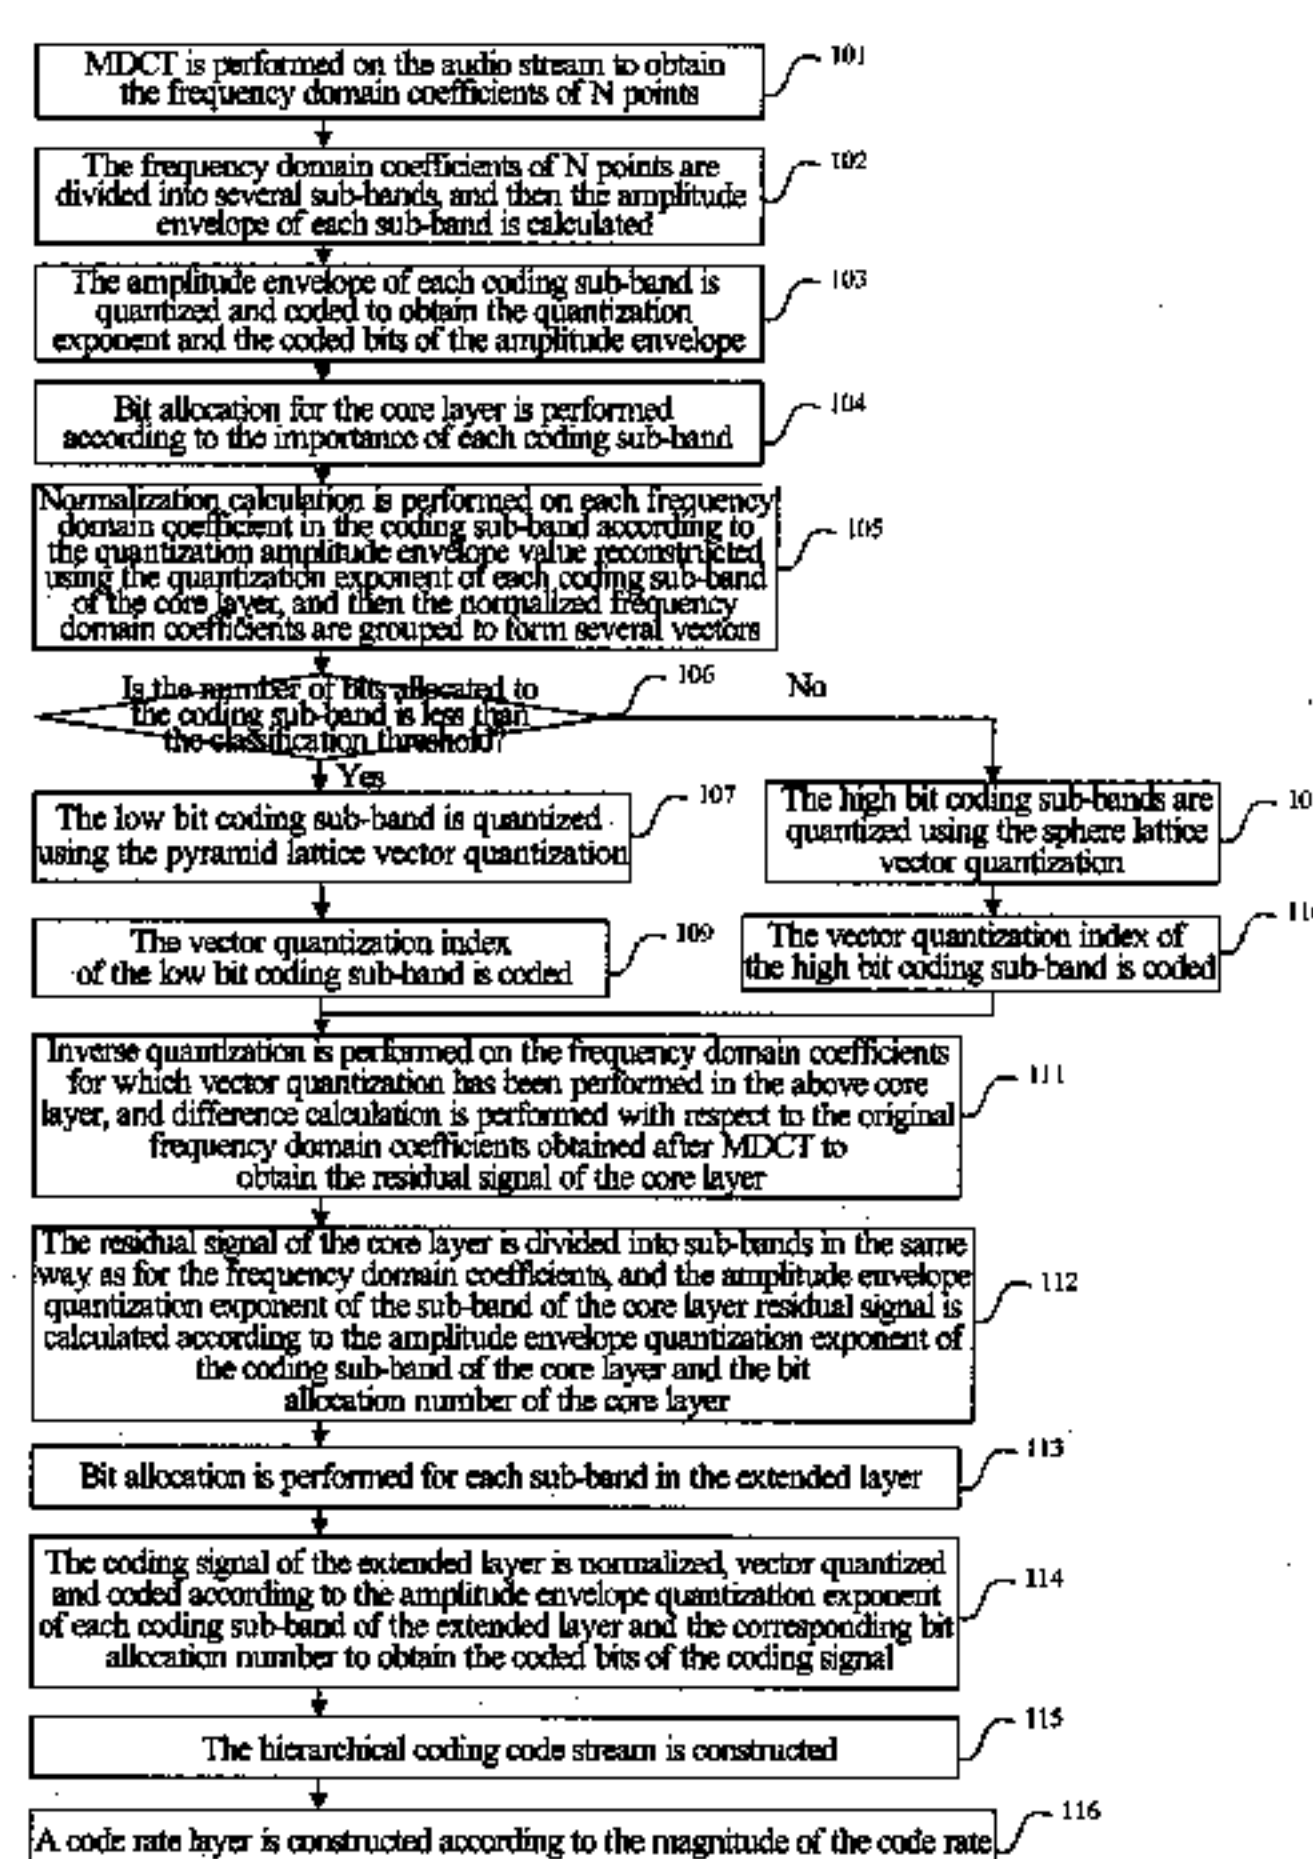 MDCT is performed on the audio stream to obtain
the frequency domain coefficients of N points
101
The frequency domain coefficients of N points are
divided into several sub-bands, and then the amplitude
envelope of each sub-band is calculated
102
The amplitude envelope of each coding sub-band is
quantized and coded to obtain the quantization
exponent and the coded bits of the amplitude envelope
103
Bit allocation for the core layer is performed
according to the importance of each coding sub-band
104
Normalization calculation is performed on each frequency
domain coefficient in the coding sub-band according to
the quantization amplitude envelope value reconstructed
using the quantization exponent of each coding sub-band
of the core layer, and then the normalized frequency
domain coefficients are grouped to form several vectors
105
Is the number of bits allocated to
the coding sub-band is less than
the classification threshold?
106
No
Yes
The low bit coding sub-band is quantized
using the pyramid lattice vector quantization
107
The high bit coding sub-bands are
quantized using the sphere lattice
vector quantization
10
The vector quantization index
of the low bit coding sub-band is coded
109
The vector quantization index of
the high bit coding sub-band is coded
11
Inverse quantization is performed on the frequency domain coefficients
for which vector quantization has been performed in the above core
layer, and difference calculation is performed with respect to the original
frequency domain coefficients obtained after MDCT to
obtain the residual signal of the core layer
111
The residual signal of the core layer is divided into sub-bands in the same
way as for the frequency domain coefficients, and the amplitude envelope
quantization exponent of the sub-band of the core layer residual signal is
calculated according to the amplitude envelope quantization exponent of
the coding sub-band of the core layer and the bit
allocation number of the core layer
112
Bit allocation is performed for each sub-band in the extended layer
113
The coding signal of the extended layer is normalized, vector quantized
and coded according to the amplitude envelope quantization exponent
of each coding sub-band of the extended layer and the corresponding bit
allocation number to obtain the coded bits of the coding signal
114
The hierarchical coding code stream is constructed
115
A code rate layer is constructed according to the magnitude of the code rate
116